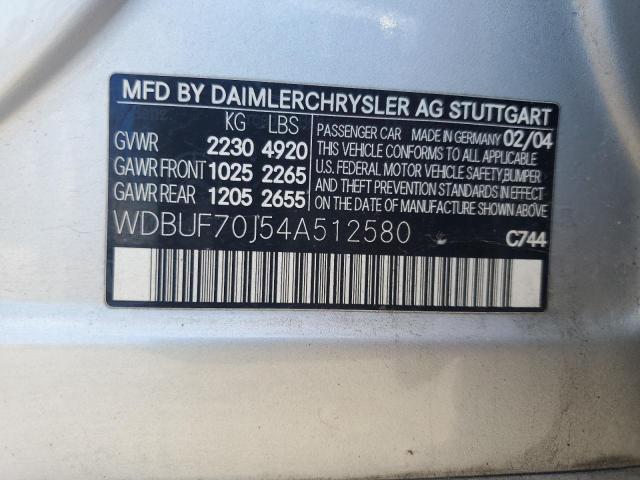 MFD BY DAIMLERCHRYSLER AG STUTTGART
KG LBS
GVWR 2230 4920
GAWR FRONT 1025 2265
GAWR REAR 1205 2655
PASSENGER CAR MADE IN GERMANY 02/04
THIS VEHICLE CONFORMS TO ALL APPLICABLE
U.S. FEDERAL MOTOR VEHICLE SAFETY, BUMPER
AND THEFT PREVENTION STANDARDS IN EFFECT
ON THE DATE OF MANUFACTURE SHOWN ABOVE.
WDBUF70J54A512580
C744